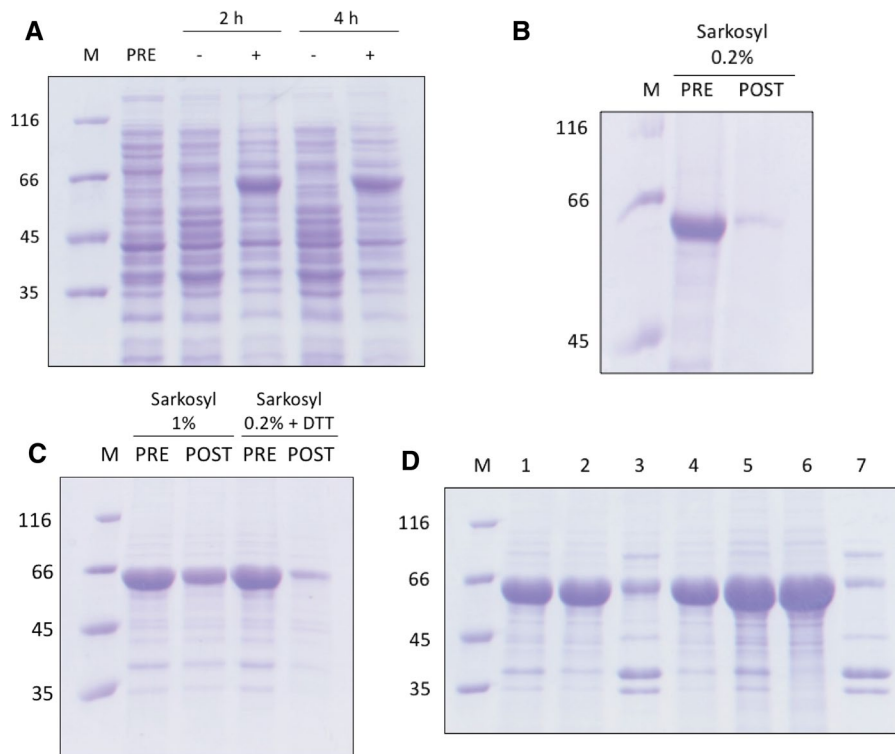 A
2 h 4 h
M PRE - + - +
116
66
45
35
B
Sarkosyl
0.2%
M PRE POST
116
66
45
C
Sarkosyl Sarkosyl
1% 0.2% + DTT
M PRE POST PRE POST
116
66
45
35
D
M 1 2 3 4 5 6 7
116
66
45
35